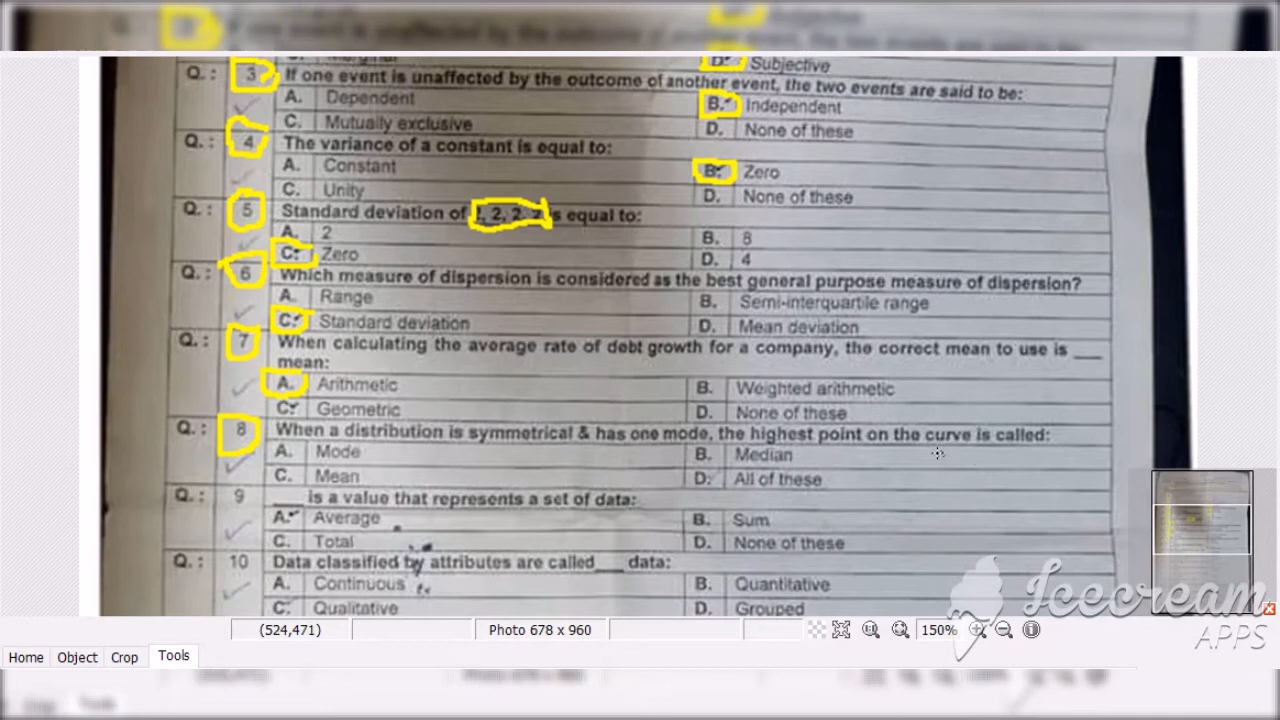 Subjective
Q.: 3 If one event is unaffected by the outcome of another event, the two events are said to be:
A. Dependent B. Independent
C. Mutually exclusive D. None of these
Q.: 4 The variance of a constant is equal to:
A. Constant B. Zero
C. Unity D. None of these
Q.: 5 Standard deviation of 2, 2, 2 is equal to:
A. 2 B. 8
C. Zero D. 4
Q.: 6 Which measure of dispersion is considered as the best general purpose measure of dispersion?
A. Range B. Semi-interquartile range
C. Standard deviation D. Mean deviation
Q.: 7 When calculating the average rate of debt growth for a company, the correct mean to use is ___
mean:
A. Arithmetic B. Weighted arithmetic
C. Geometric D. None of these
Q.: 8 When a distribution is symmetrical & has one mode, the highest point on the curve is called:
A. Mode B. Median
C. Mean D. All of these
Q.: 9 ___ is a value that represents a set of data:
A. Average B. Sum
C. Total D. None of these
Q.: 10 Data classified by attributes are called___ data:
A. Continuous B. Quantitative
C. Qualitative D. Grouped
Icecream
APPS
(524,471) Photo 678 x 960 150%
Home Object Crop Tools